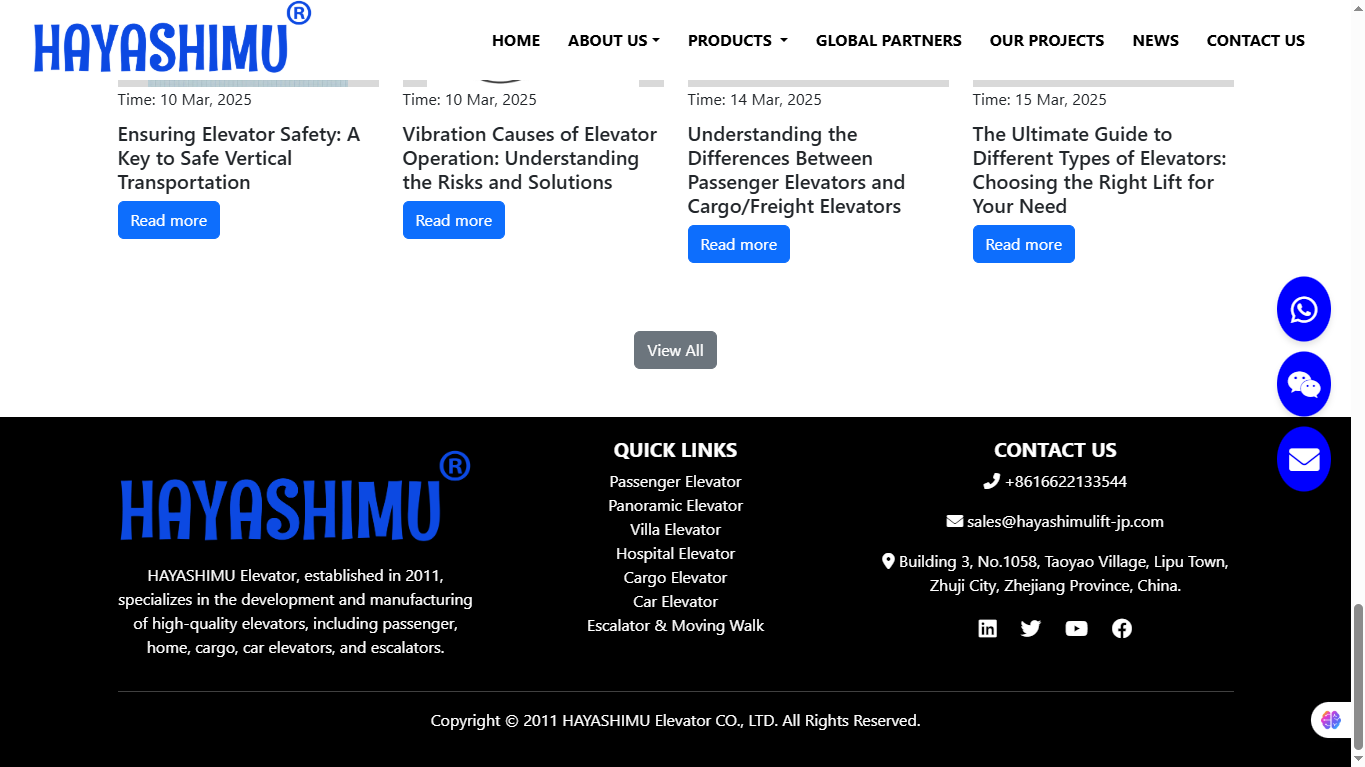 HAYASHIMU®
HOME
ABOUT US
PRODUCTS
GLOBAL PARTNERS
OUR PROJECTS
NEWS
CONTACT US
Time: 10 Mar, 2025
Ensuring Elevator Safety: A
Key to Safe Vertical
Transportation
Read more
Time: 10 Mar, 2025
Vibration Causes of Elevator
Operation: Understanding
the Risks and Solutions
Read more
Time: 14 Mar, 2025
Understanding the
Differences Between
Passenger Elevators and
Cargo/Freight Elevators
Read more
Time: 15 Mar, 2025
The Ultimate Guide to
Different Types of Elevators:
Choosing the Right Lift for
Your Need
Read more
View All
HAYASHIMU®
HAYASHIMU Elevator, established in 2011,
specializes in the development and manufacturing
of high-quality elevators, including passenger,
home, cargo, car elevators, and escalators.
QUICK LINKS
Passenger Elevator
Panoramic Elevator
Villa Elevator
Hospital Elevator
Cargo Elevator
Car Elevator
Escalator & Moving Walk
CONTACT US
+8616622133544
sales@hayashimulift-jp.com
Building 3, No.1058, Taoyao Village, Lipu Town,
Zhuji City, Zhejiang Province, China.
Copyright © 2011 HAYASHIMU Elevator CO., LTD. All Rights Reserved.